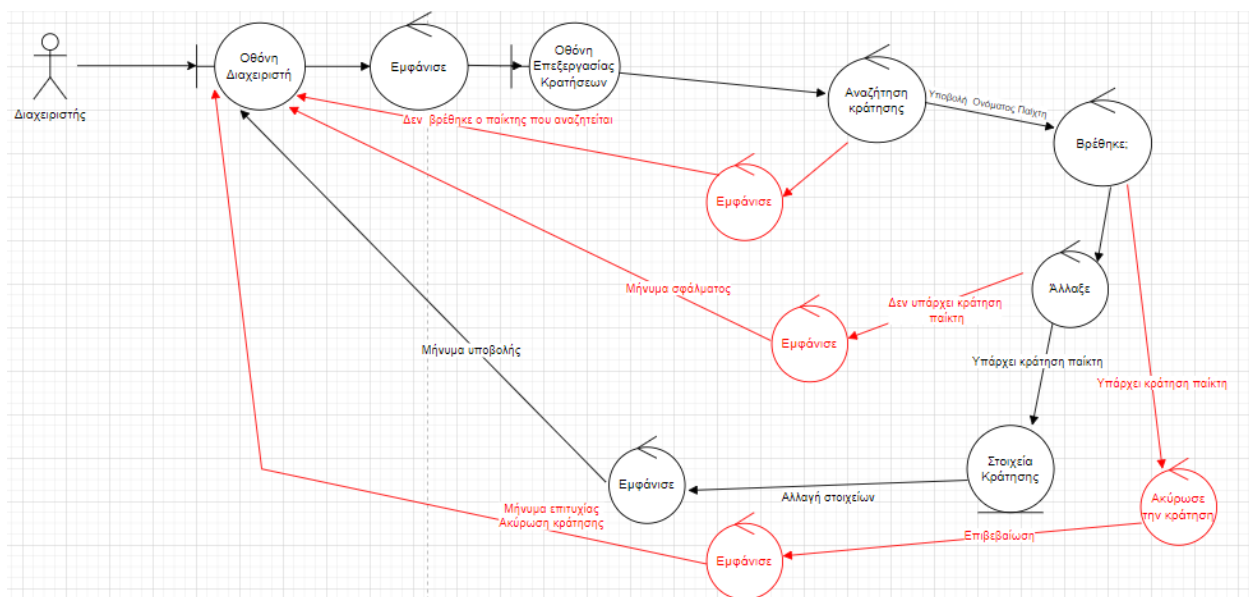 Διαχειριστής
Οθόνη
Διαχειριστή
Εμφάνισε
Οθόνη
Επεξεργασίας
Κρατήσεων
Αναζήτηση
κράτησης
Υποβολή Ονόματος Παίχτη
Βρέθηκε;
Δεν βρέθηκε ο παίκτης που αναζητείται
Εμφάνισε
Άλλαξε
Μήνυμα σφάλματος
Δεν υπάρχει κράτηση
παίκτη
Εμφάνισε
Μήνυμα υποβολής
Υπάρχει κράτηση παίκτη
Υπάρχει κράτηση παίκτη
Στοιχεία
Κράτησης
Εμφάνισε
Αλλαγή στοιχείων
Ακύρωσε
την κράτηση
Μήνυμα επιτυχίας
Ακύρωση κράτησης
Επιβεβαίωση
Εμφάνισε